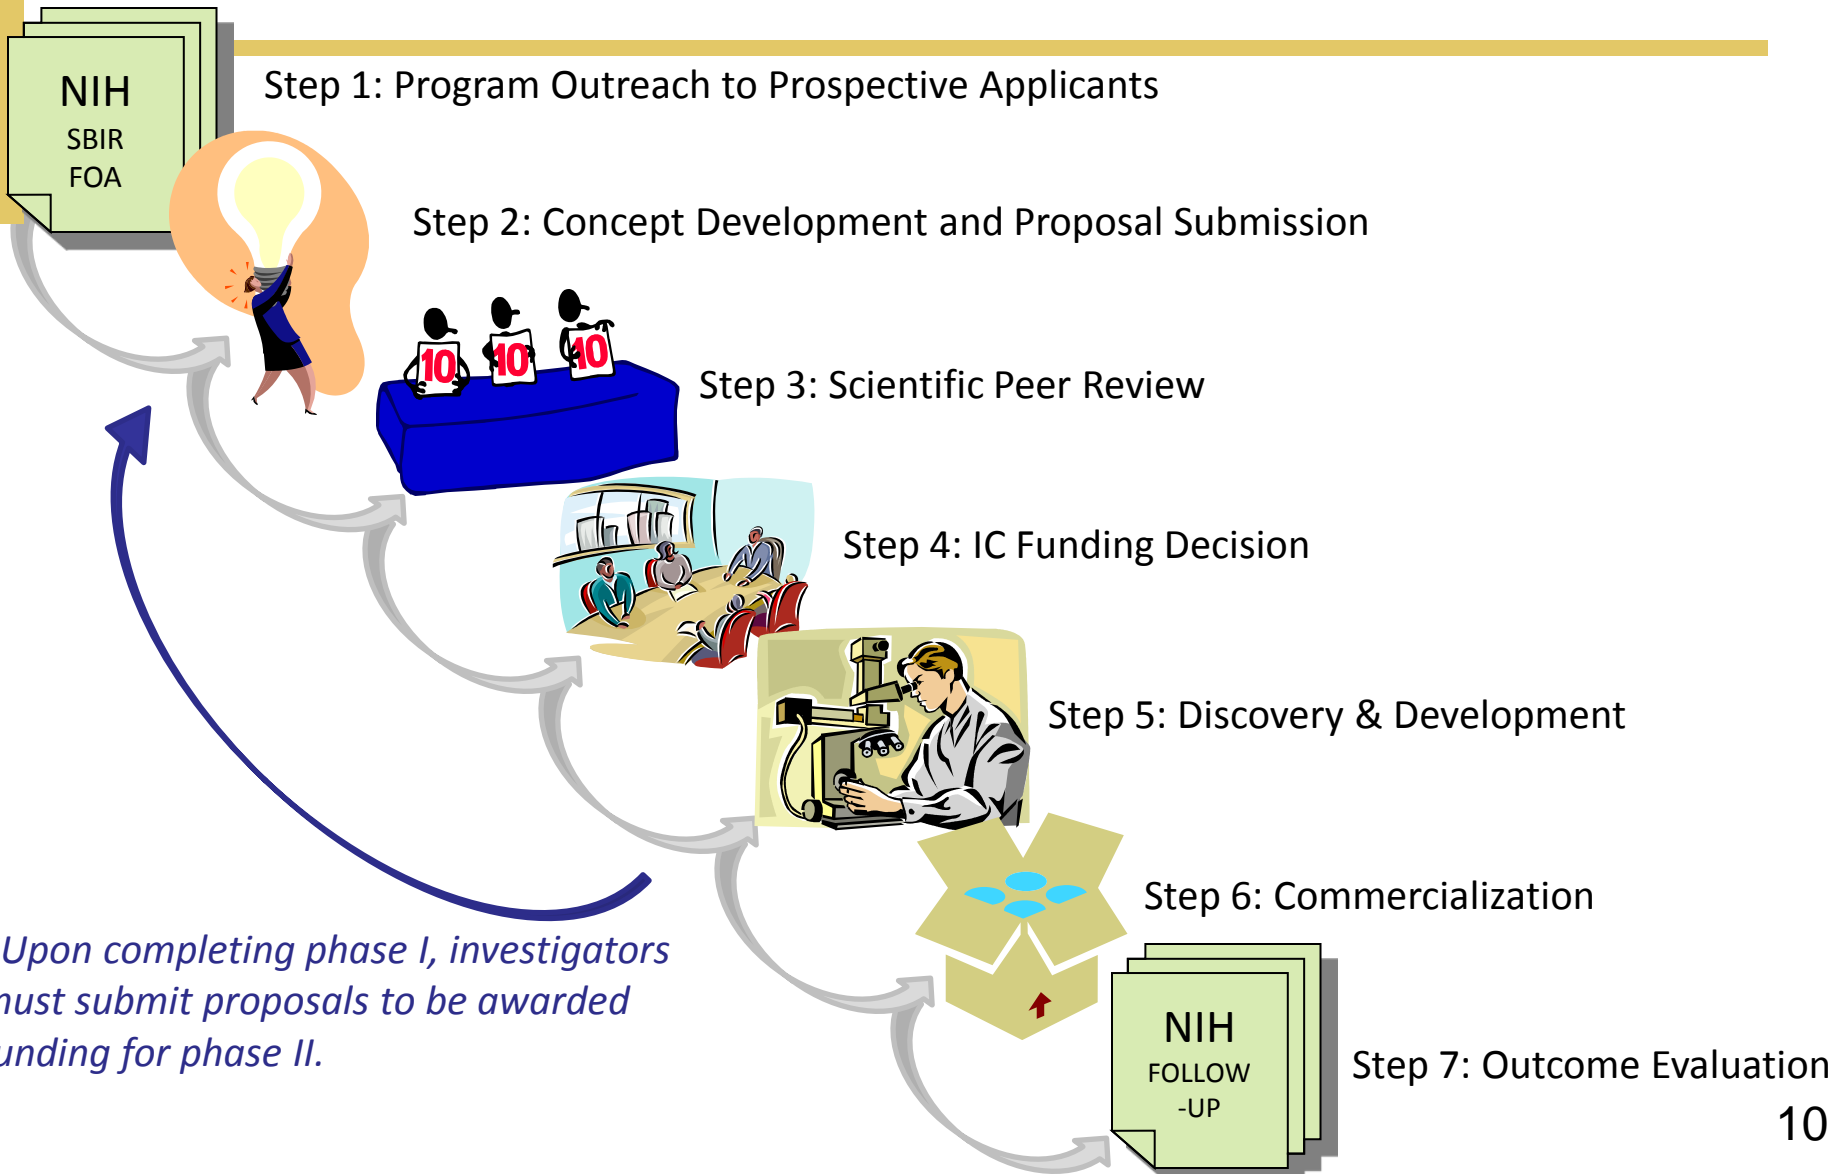 NIH
SBIR
FOA
Step 1: Program Outreach to Prospective Applicants
Step 2: Concept Development and Proposal Submission
10 10 10
Step 3: Scientific Peer Review
Step 4: IC Funding Decision
Step 5: Discovery & Development
Step 6: Commercialization
Upon completing phase I, investigators
must submit proposals to be awarded
funding for phase II.
NIH
FOLLOW
-UP
Step 7: Outcome Evaluation
10